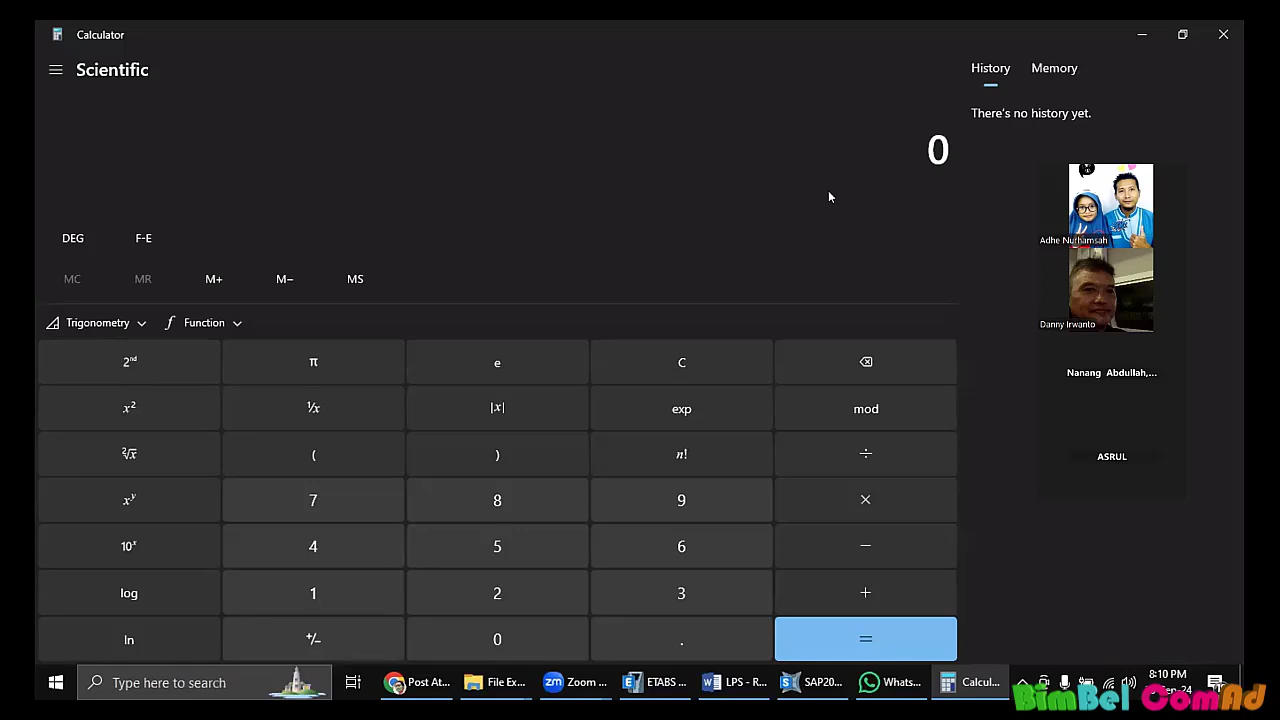 Calculator
Scientific
History Memory
There's no history yet.
0
Adhe Nurhamsah
DEG F-E
MC MR M+ M− MS
Danny Irwanto
Trigonometry Function
Nanang Abdullah,...
2nd π e C
x² ¹/x |x| exp mod
²√x ( ) n! ÷
ASRUL
xʸ 7 8 9 ×
10ˣ 4 5 6 −
log 1 2 3 +
ln +/− 0 . =
Type here to search
Post At... File Ex... zm Zoom ... ETABS ... LPS - R... SAP20... Whats... Calcul...
8:10 PM
BimBel ComAd